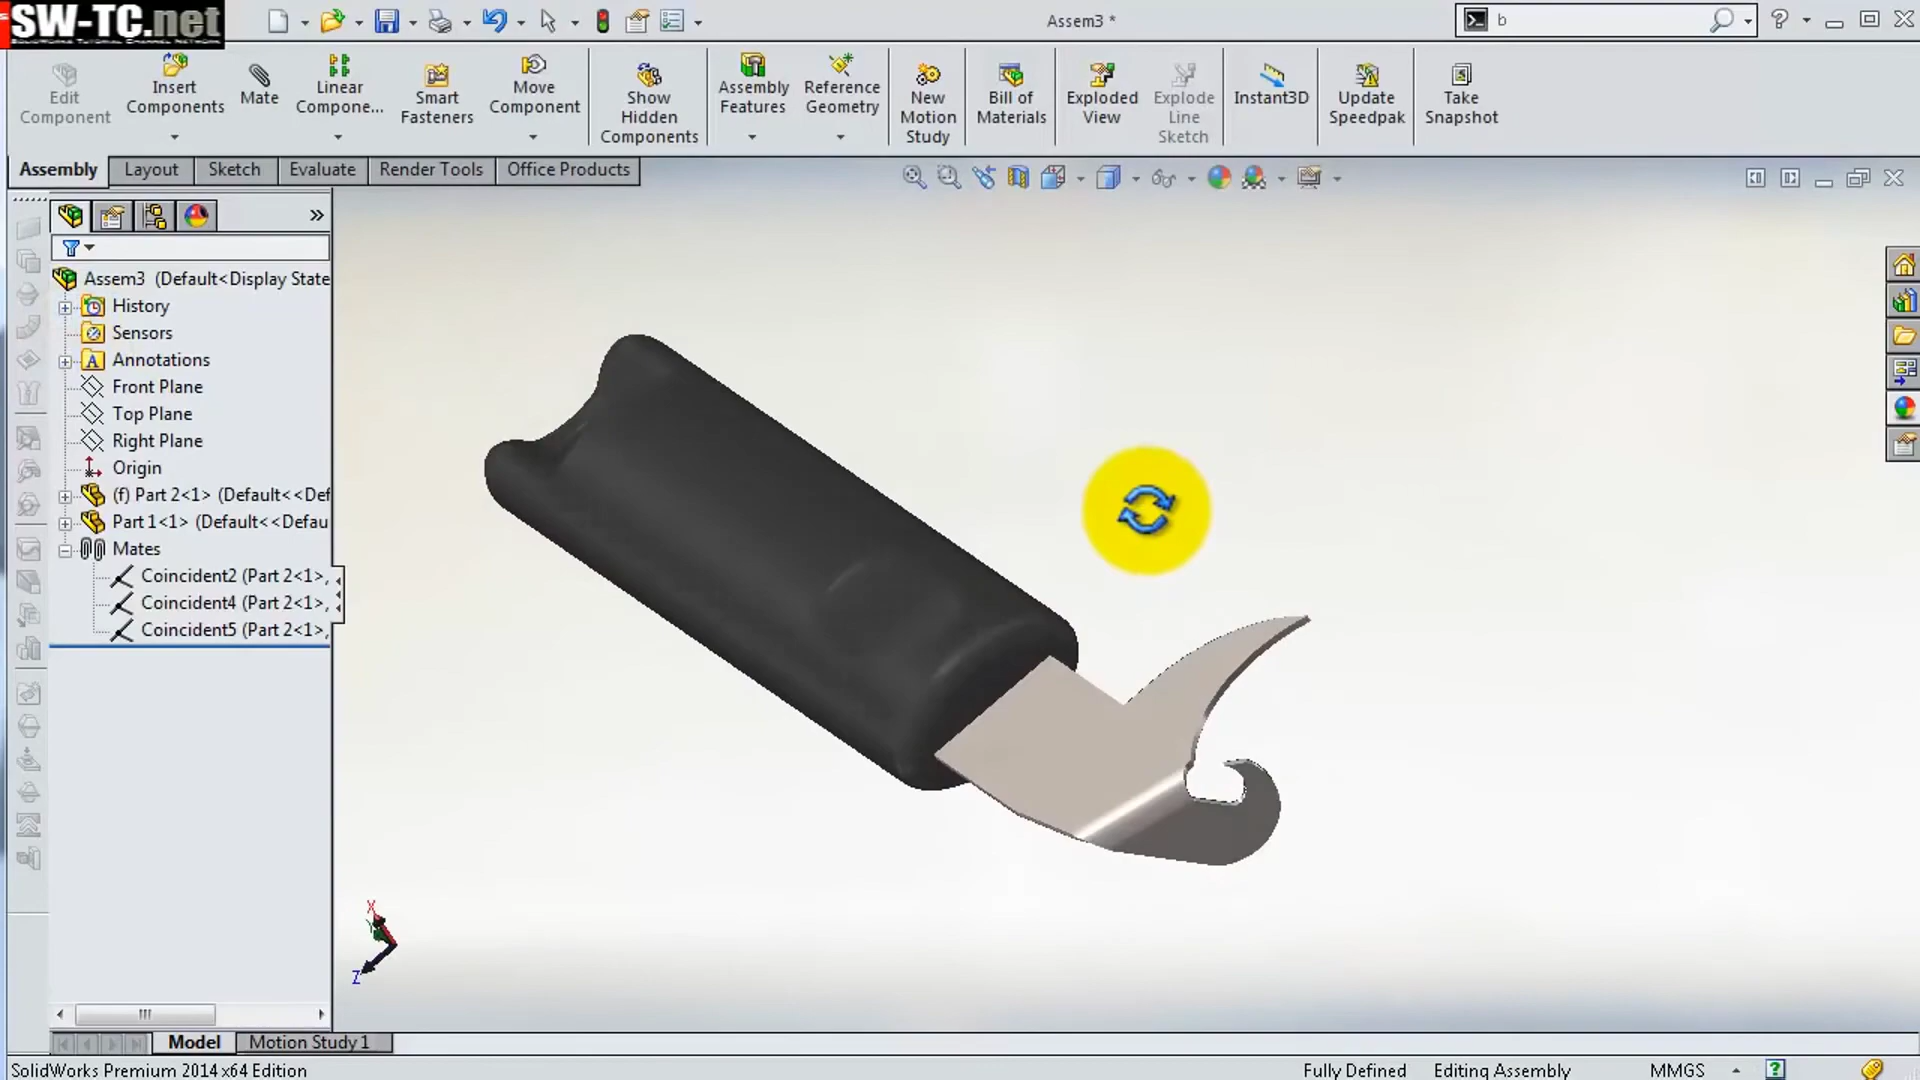 SW-TC.net
SOLIDWORKS TUTORIAL CHANNEL NETWORK
Assem3 *
b
Edit Component
Insert Components
Mate
Linear Compone...
Smart Fasteners
Move Component
Show Hidden Components
Assembly Features
Reference Geometry
New Motion Study
Bill of Materials
Exploded View
Explode Line Sketch
Instant3D
Update Speedpak
Take Snapshot
Assembly
Layout
Sketch
Evaluate
Render Tools
Office Products
Assem3 (Default<Display State
History
Sensors
Annotations
Front Plane
Top Plane
Right Plane
Origin
(f) Part 2<1> (Default<<Def
Part 1<1> (Default<<Defau
Mates
Coincident2 (Part 2<1>,
Coincident4 (Part 2<1>,
Coincident5 (Part 2<1>,
X
Z
Model
Motion Study 1
SolidWorks Premium 2014 x64 Edition
Fully Defined
Editing Assembly
MMGS